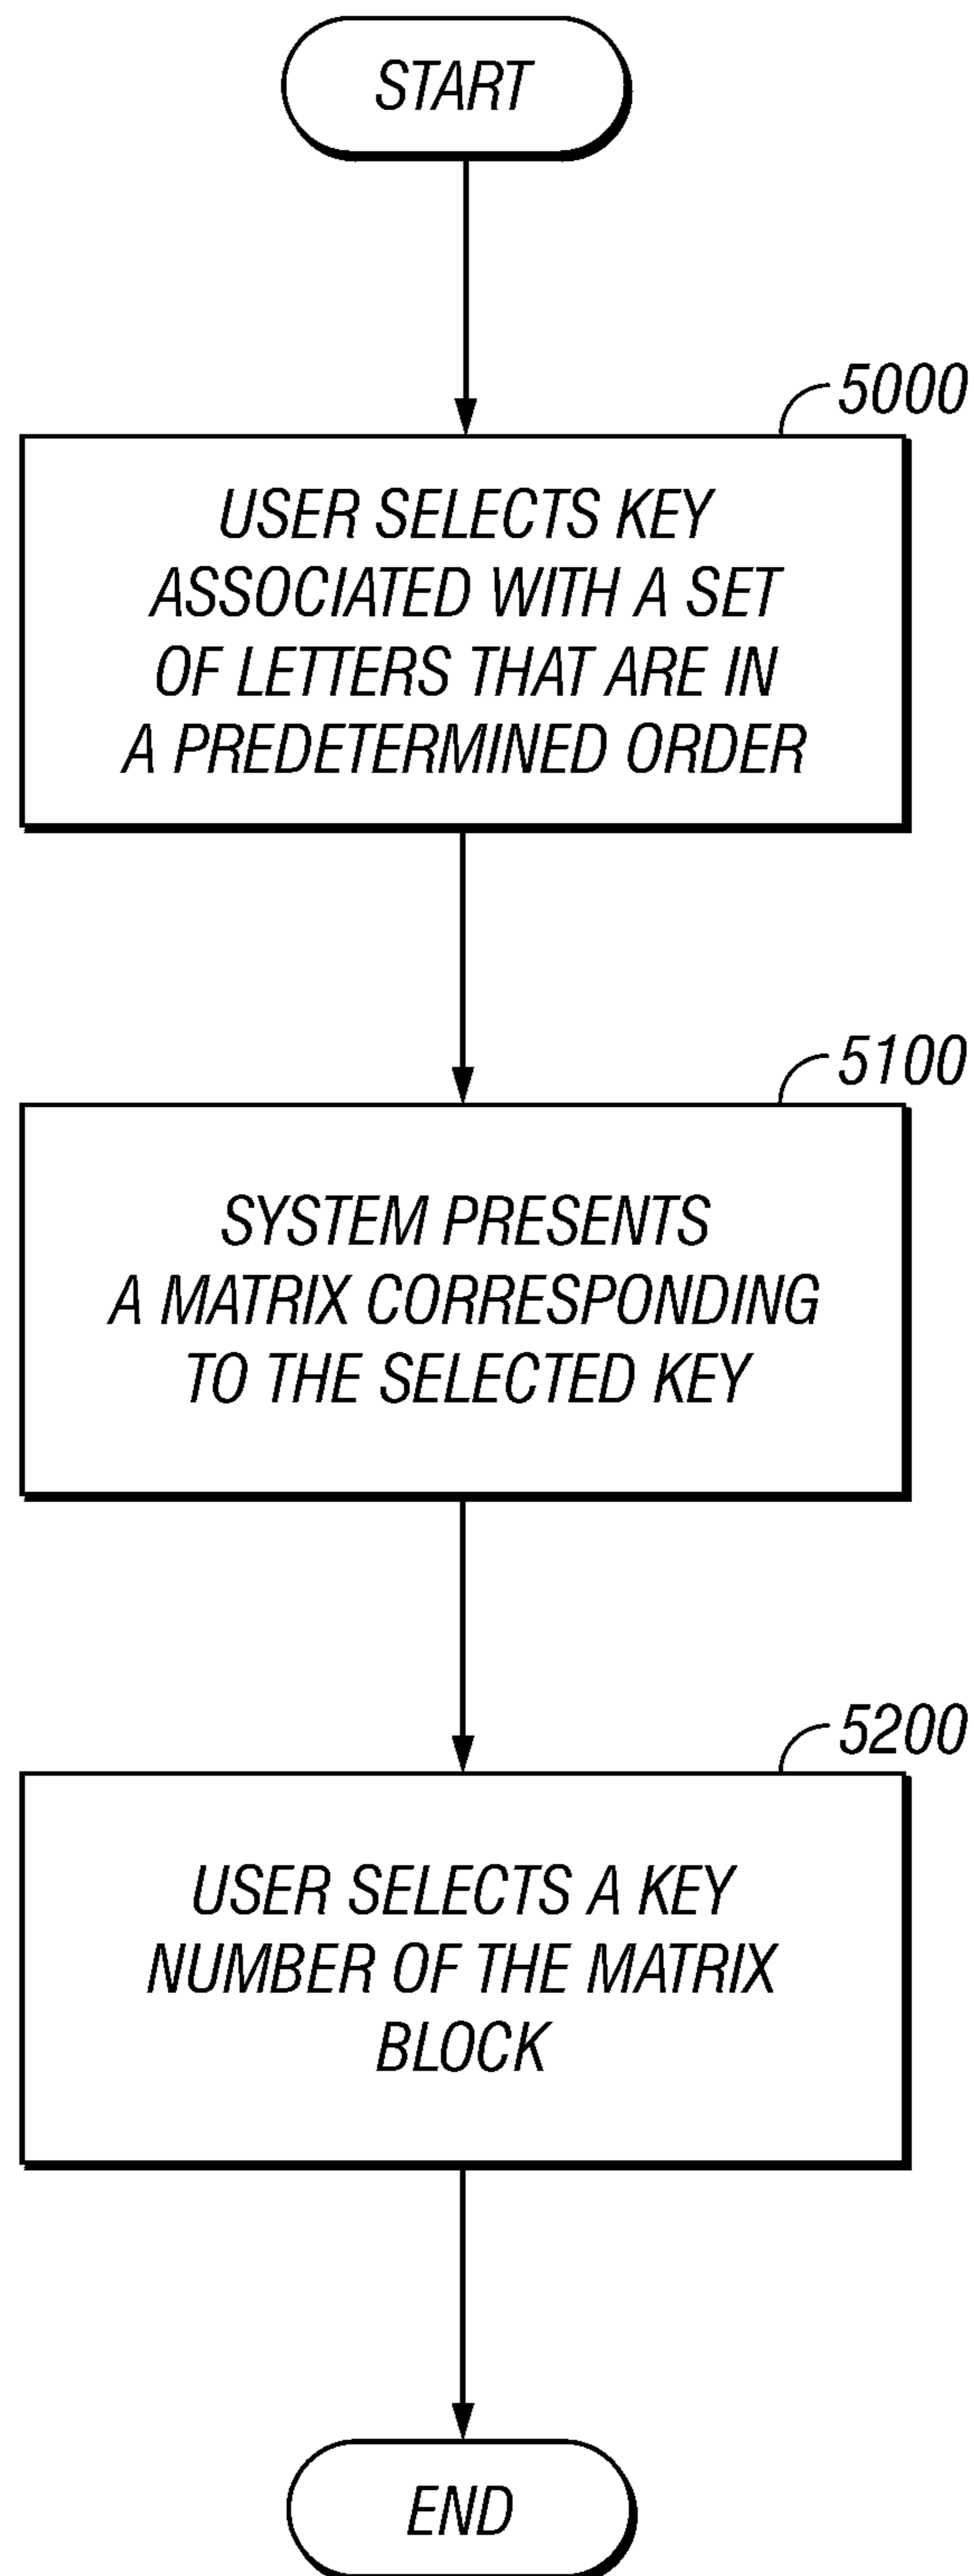 START
5000
USER SELECTS KEY
ASSOCIATED WITH A SET
OF LETTERS THAT ARE IN
A PREDETERMINED ORDER
5100
SYSTEM PRESENTS
A MATRIX CORRESPONDING
TO THE SELECTED KEY
5200
USER SELECTS A KEY
NUMBER OF THE MATRIX
BLOCK
END